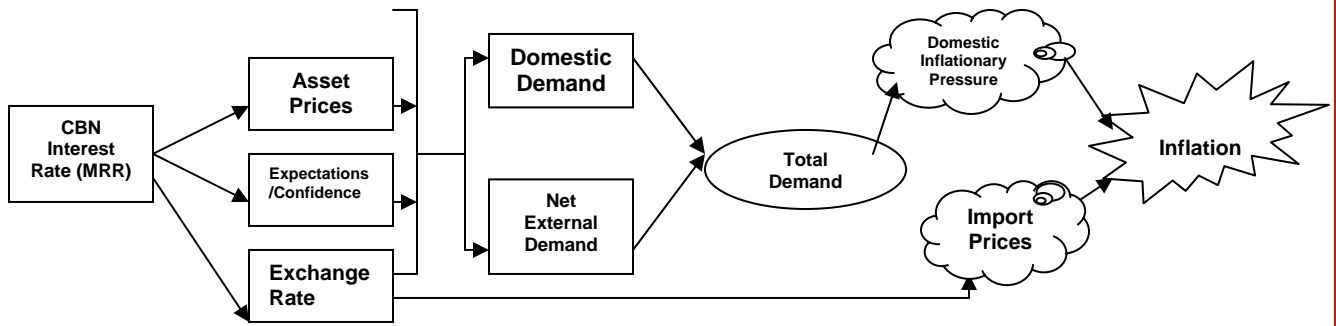 CBN
Interest
Rate (MRR)
Asset
Prices
Expectations
/Confidence
Exchange
Rate
Domestic
Demand
Net
External
Demand
Total
Demand
Domestic
Inflationary
Pressure
Import
Prices
Inflation